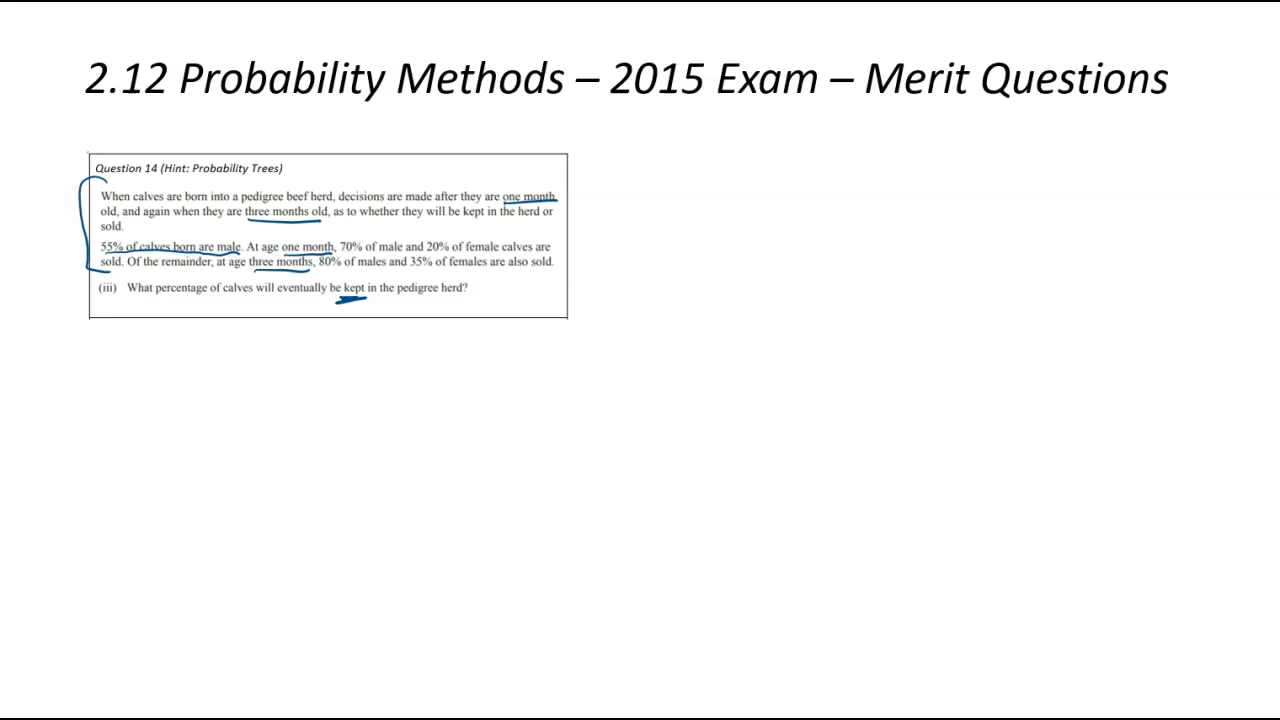 2.12 Probability Methods – 2015 Exam – Merit Questions
Question 14 (Hint: Probability Trees)
When calves are born into a pedigree beef herd, decisions are made after they are one month
old, and again when they are three months old, as to whether they will be kept in the herd or
sold.
55% of calves born are male. At age one month, 70% of male and 20% of female calves are
sold. Of the remainder, at age three months, 80% of males and 35% of females are also sold.
(iii) What percentage of calves will eventually be kept in the pedigree herd?